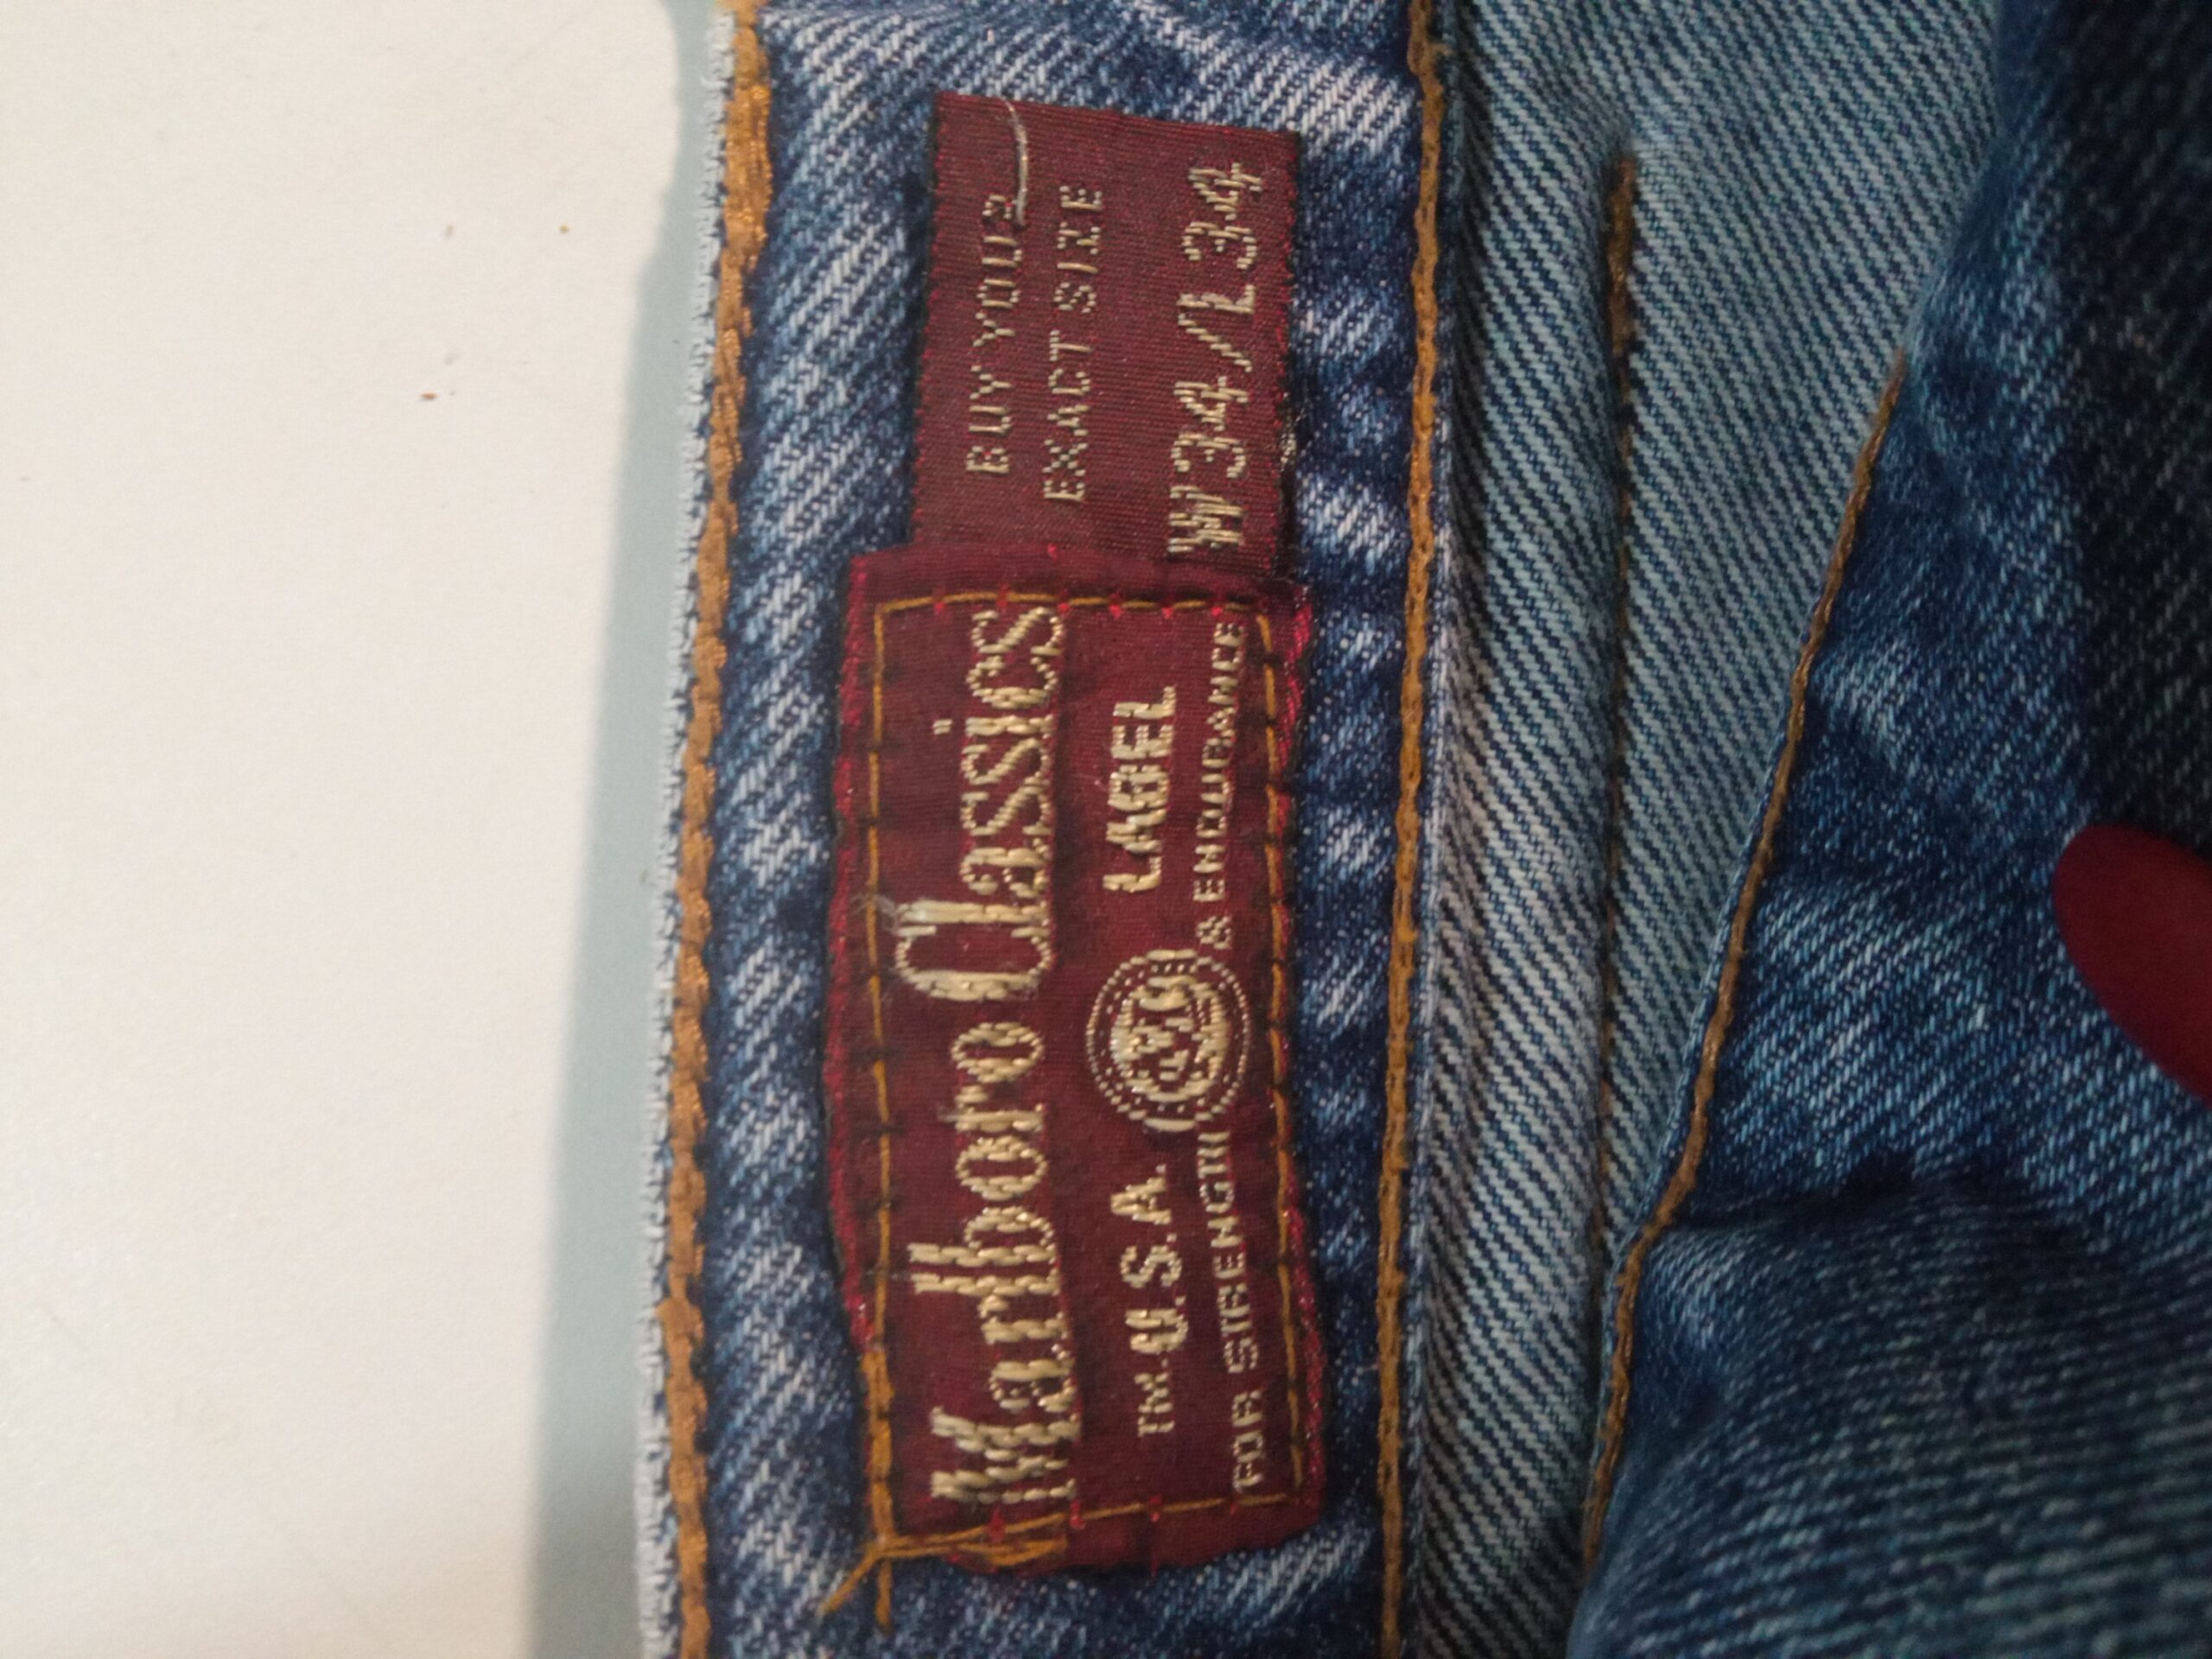 Marlboro Classics
TM U.S.A. LABEL
FOR STRENGTH & ENDURANCE
BUY YOUR
EXACT SIZE
W34/L34